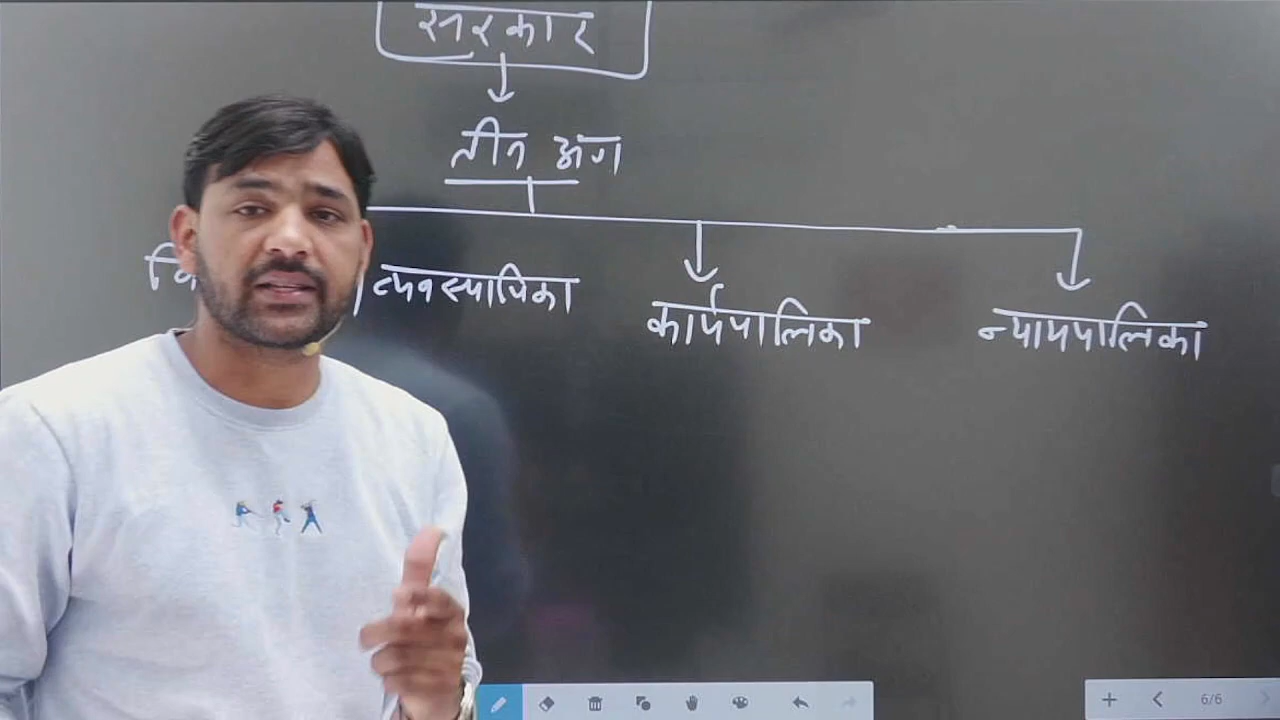 सरकार
तीन अंग
व्यवस्थापिका
कार्यपालिका
न्यायपालिका
6/6